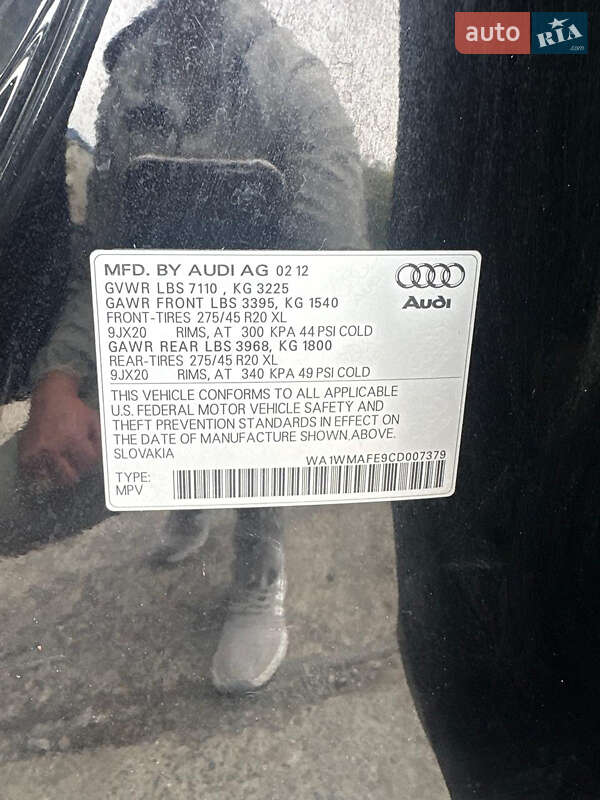 auto RIA.com
MFD. BY AUDI AG 02 12
GVWR LBS 7110 , KG 3225
GAWR FRONT LBS 3395, KG 1540
FRONT-TIRES 275/45 R20 XL
9JX20 RIMS, AT 300 KPA 44 PSI COLD
GAWR REAR LBS 3968, KG 1800
REAR-TIRES 275/45 R20 XL
9JX20 RIMS, AT 340 KPA 49 PSI COLD
Audi
THIS VEHICLE CONFORMS TO ALL APPLICABLE
U.S. FEDERAL MOTOR VEHICLE SAFETY AND
THEFT PREVENTION STANDARDS IN EFFECT ON
THE DATE OF MANUFACTURE SHOWN ABOVE.
SLOVAKIA
WA1WMAFE9CD007379
TYPE:
MPV